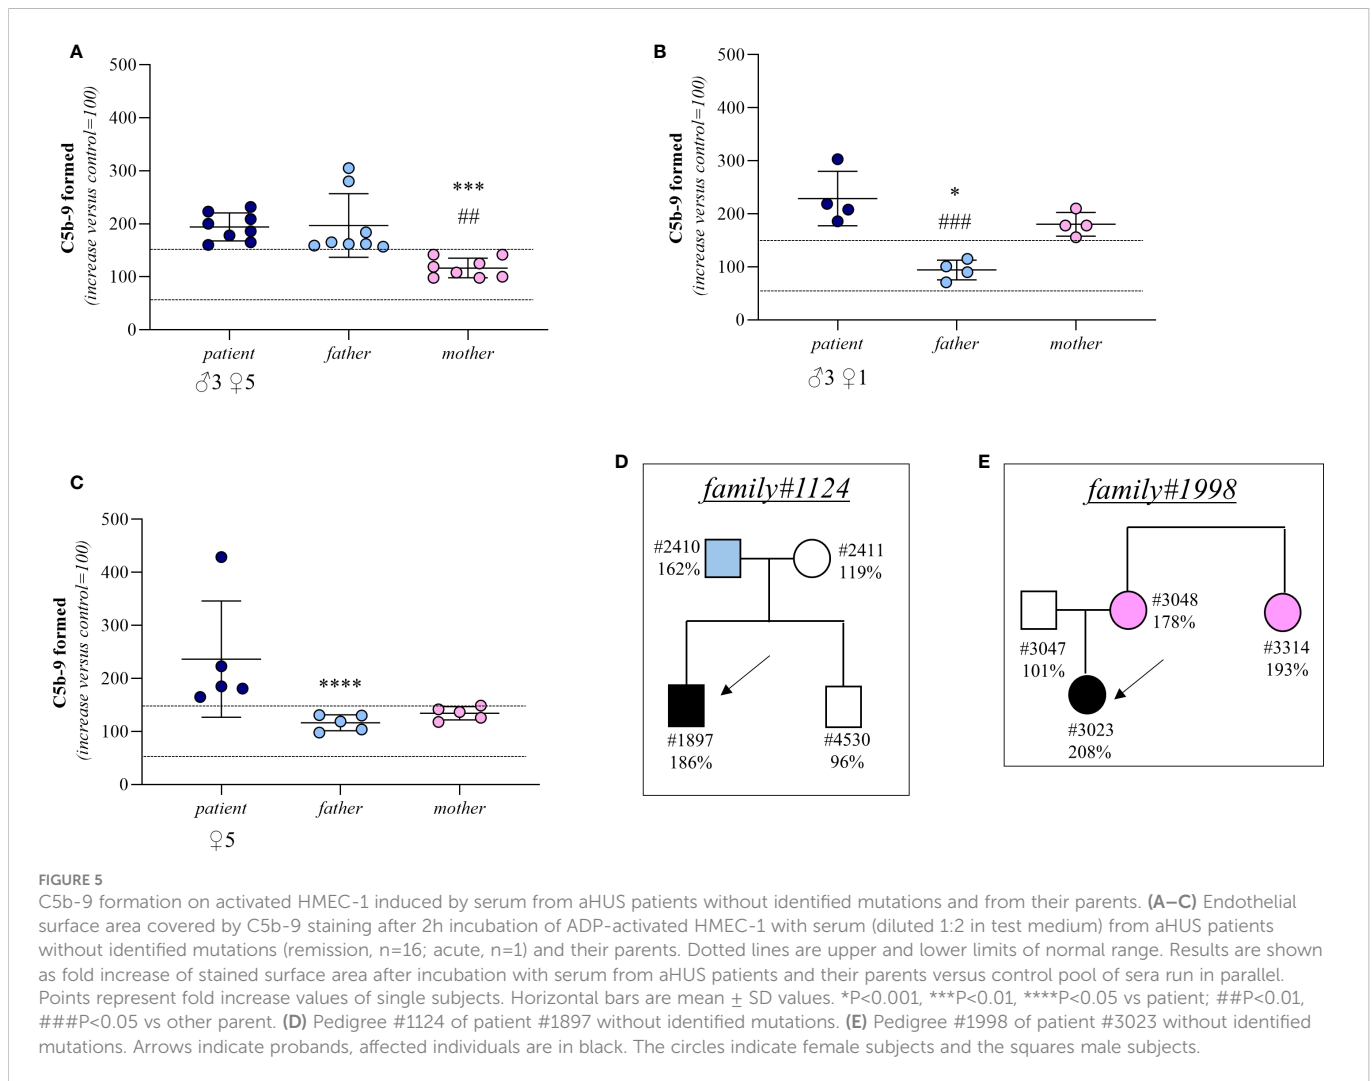 A
500
400
300
200
100
0
C5b-9 formed
(increase versus control=100)
***
##
patient
father
mother
♂3 ♀5
B
500
400
300
200
100
0
C5b-9 formed
(increase versus control=100)
*
###
patient
father
mother
♂3 ♀1
C
500
400
300
200
100
0
C5b-9 formed
(increase versus control=100)
****
patient
father
mother
♀5
D
family#1124
#2410
162%
#2411
119%
#1897
186%
#4530
96%
E
family#1998
#3048
178%
#3047
101%
#3314
193%
#3023
208%
FIGURE 5
C5b-9 formation on activated HMEC-1 induced by serum from aHUS patients without identified mutations and from their parents. (A–C) Endothelial
surface area covered by C5b-9 staining after 2h incubation of ADP-activated HMEC-1 with serum (diluted 1:2 in test medium) from aHUS patients
without identified mutations (remission, n=16; acute, n=1) and their parents. Dotted lines are upper and lower limits of normal range. Results are shown
as fold increase of stained surface area after incubation with serum from aHUS patients and their parents versus control pool of sera run in parallel.
Points represent fold increase values of single subjects. Horizontal bars are mean ± SD values. *P<0.001, ***P<0.01, ****P<0.05 vs patient; ##P<0.01,
###P<0.05 vs other parent. (D) Pedigree #1124 of patient #1897 without identified mutations. (E) Pedigree #1998 of patient #3023 without identified
mutations. Arrows indicate probands, affected individuals are in black. The circles indicate female subjects and the squares male subjects.